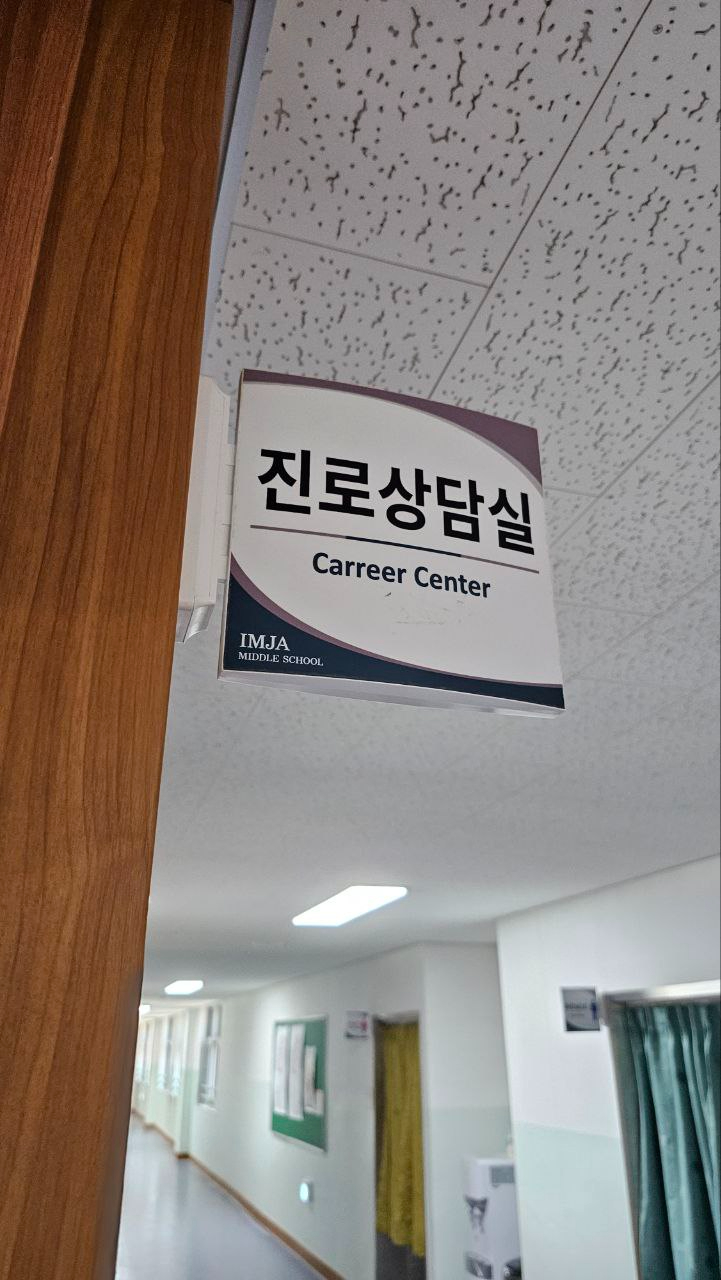 진로상담실
Carreer Center
IMJA
MIDDLE SCHOOL